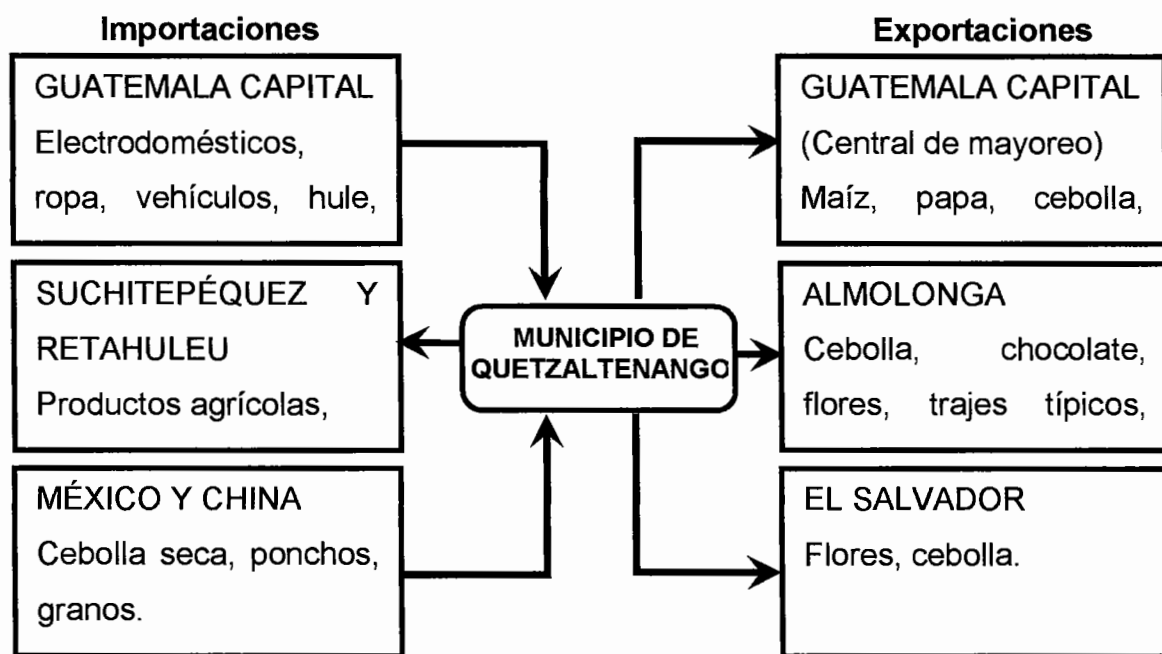 Importaciones
GUATEMALA CAPITAL
Electrodomésticos,
ropa, vehículos, hule,
SUCHITEPÉQUEZ Y
RETAHULEU
Productos agrícolas,
MÉXICO Y CHINA
Cebolla seca, ponchos,
granos.
MUNICIPIO DE
QUETZALTENANGO
Exportaciones
GUATEMALA CAPITAL
(Central de mayoreo)
Maíz, papa, cebolla,
ALMOLONGA
Cebolla, chocolate,
flores, trajes típicos,
EL SALVADOR
Flores, cebolla.